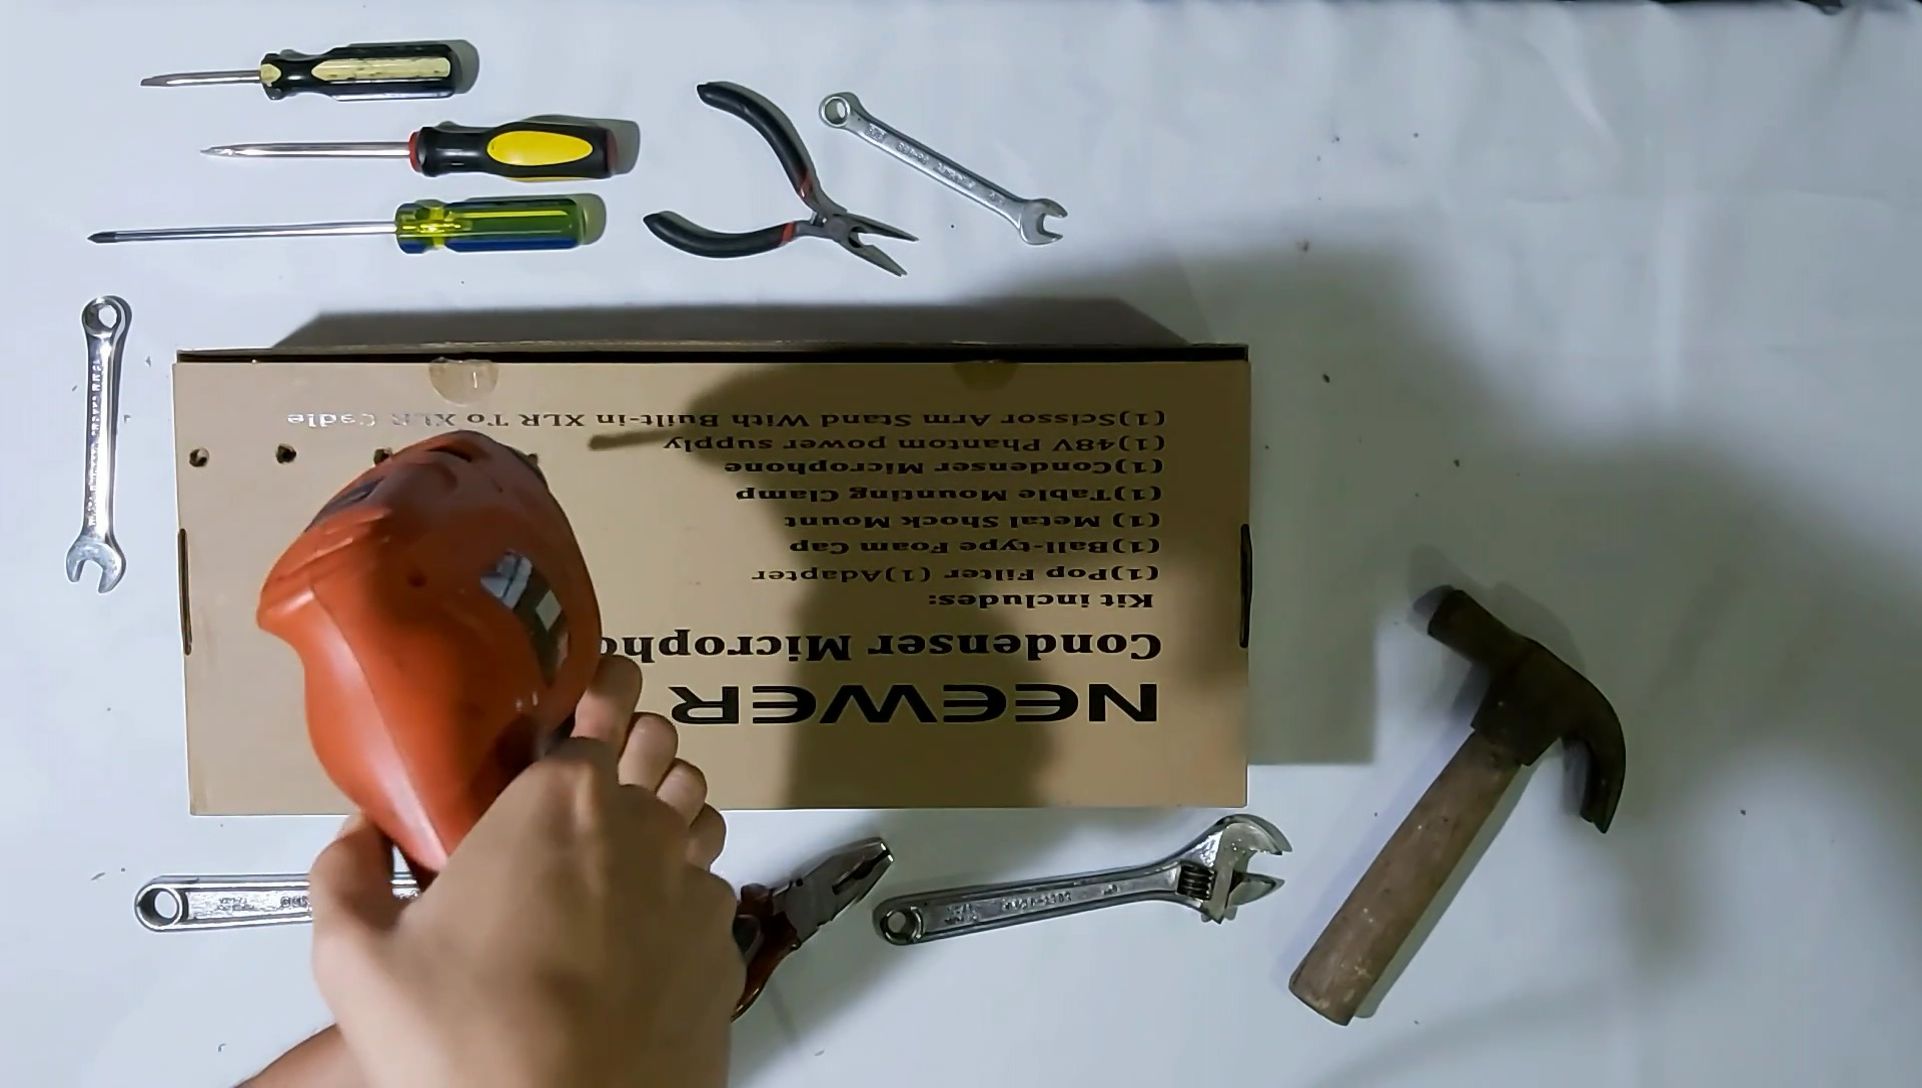 NEEWER
Condenser Micropho
Kit includes:
(1)Pop Filter (1)Adapter
(1)Ball-type Foam Cap
(1) Metal Shock Mount
(1)Table Mounting Clamp
(1)Condenser Microphone
(1)48V Phantom power supply
(1)Scissor Arm Stand With Built-in XLR To XLR Cable